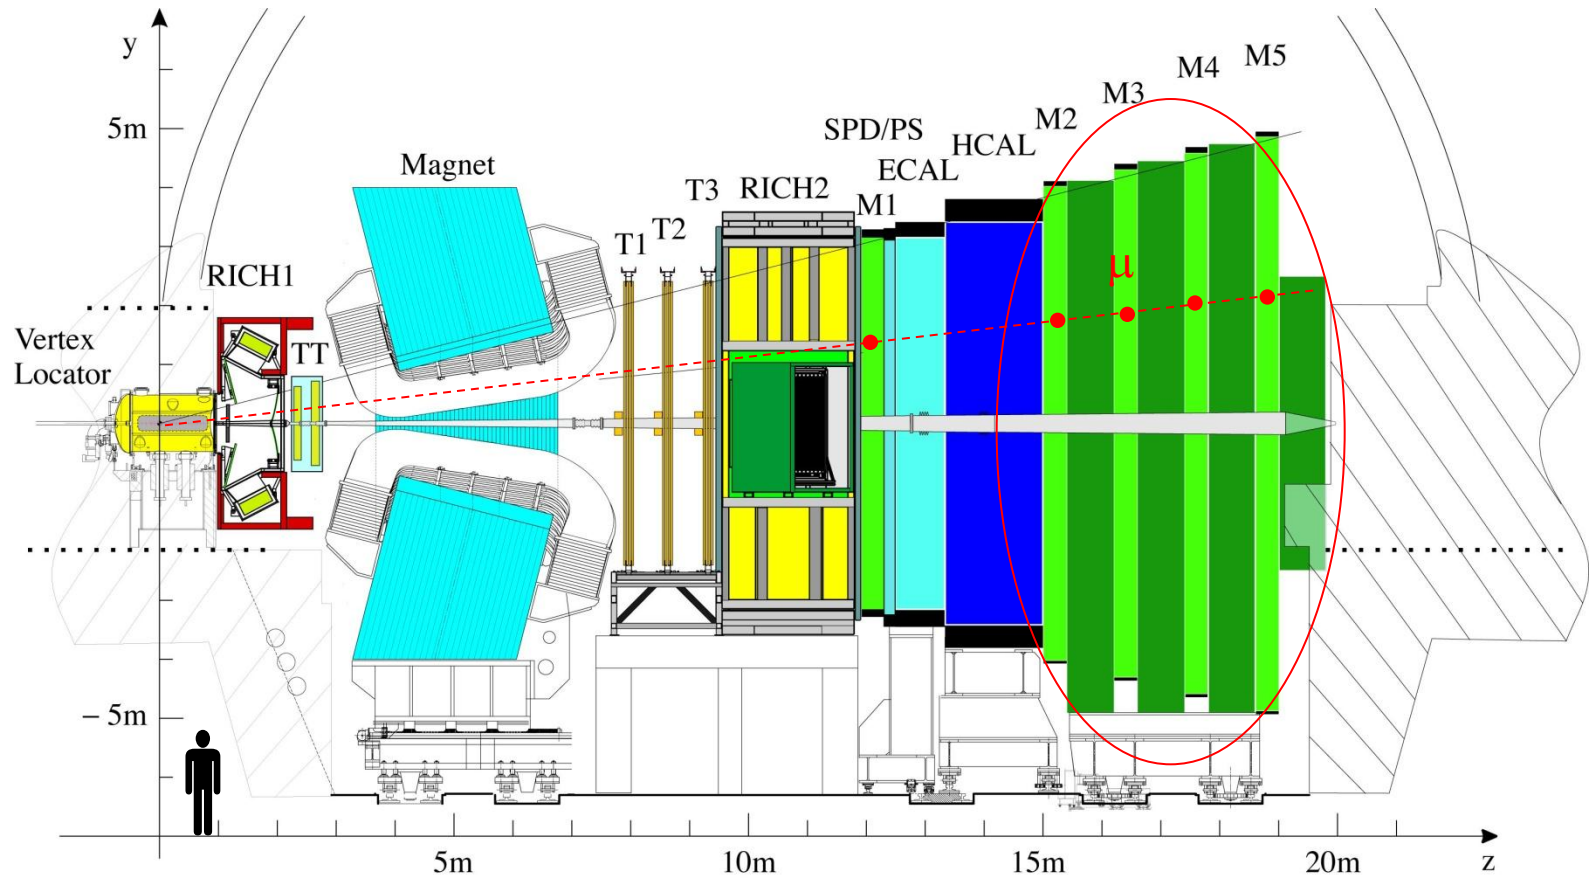 y
5m
− 5m
Vertex
Locator
RICH1
TT
Magnet
T1
T2
T3
RICH2
M1
SPD/PS
ECAL
HCAL
M2
M3
M4
M5
μ
5m
10m
15m
20m
z